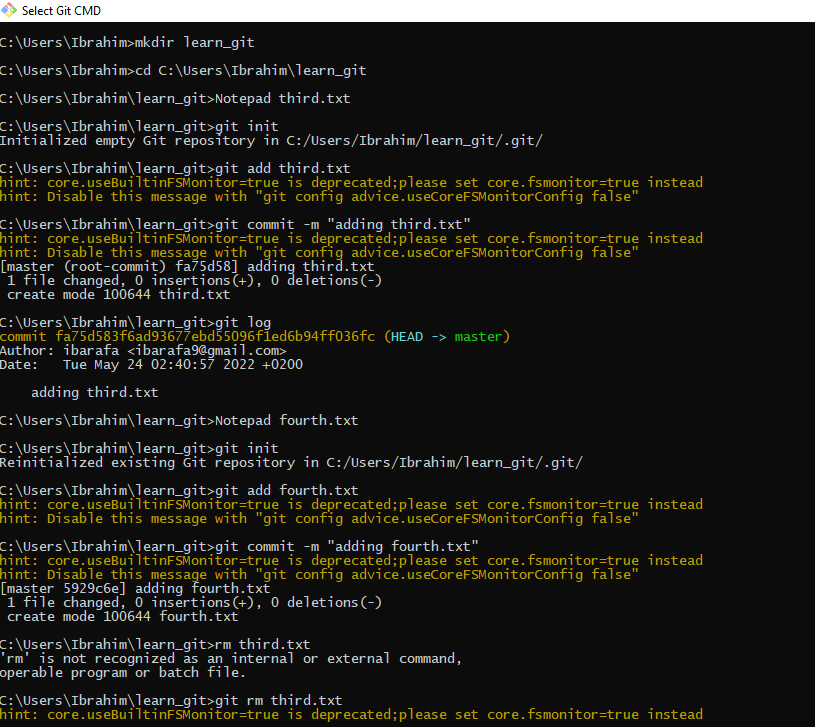 Select Git CMD
C:\Users\Ibrahim>mkdir learn_git
C:\Users\Ibrahim>cd C:\Users\Ibrahim\learn_git
C:\Users\Ibrahim\learn_git>Notepad third.txt
C:\Users\Ibrahim\learn_git>git init
Initialized empty Git repository in C:/Users/Ibrahim/learn_git/.git/
C:\Users\Ibrahim\learn_git>git add third.txt
hint: core.useBuiltinFSMonitor=true is deprecated;please set core.fsmonitor=true instead
hint: Disable this message with "git config advice.useCoreFSMonitorConfig false"
C:\Users\Ibrahim\learn_git>git commit -m "adding third.txt"
hint: core.useBuiltinFSMonitor=true is deprecated;please set core.fsmonitor=true instead
hint: Disable this message with "git config advice.useCoreFSMonitorConfig false"
[master (root-commit) fa75d58] adding third.txt
1 file changed, 0 insertions(+), 0 deletions(-)
create mode 100644 third.txt
C:\Users\Ibrahim\learn_git>git log
commit fa75d583f6ad93677ebd55096f1ed6b94ff036fc (HEAD -> master)
Author: ibarafa <ibarafa9@gmail.com>
Date:   Tue May 24 02:40:57 2022 +0200
adding third.txt
C:\Users\Ibrahim\learn_git>Notepad fourth.txt
C:\Users\Ibrahim\learn_git>git init
Reinitialized existing Git repository in C:/Users/Ibrahim/learn_git/.git/
C:\Users\Ibrahim\learn_git>git add fourth.txt
hint: core.useBuiltinFSMonitor=true is deprecated;please set core.fsmonitor=true instead
hint: Disable this message with "git config advice.useCoreFSMonitorConfig false"
C:\Users\Ibrahim\learn_git>git commit -m "adding fourth.txt"
hint: core.useBuiltinFSMonitor=true is deprecated;please set core.fsmonitor=true instead
hint: Disable this message with "git config advice.useCoreFSMonitorConfig false"
[master 5929c6e] adding fourth.txt
1 file changed, 0 insertions(+), 0 deletions(-)
create mode 100644 fourth.txt
C:\Users\Ibrahim\learn_git>rm third.txt
'rm' is not recognized as an internal or external command,
operable program or batch file.
C:\Users\Ibrahim\learn_git>git rm third.txt
hint: core.useBuiltinFSMonitor=true is deprecated;please set core.fsmonitor=true instead